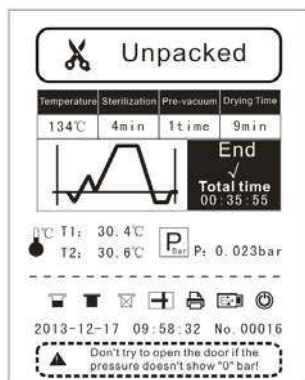 Unpacked
Temperature Sterilization Pre-vacuum Drying Time
134℃ 4min 1time 9min
End
√
Total time
00:35:55
℃ T1: 30.4℃
T2: 30.6℃
P Bar P: 0.023bar
2013-12-17 09:58:32 No.00016
Don't try to open the door if the
pressure doesn't show "0" bar!